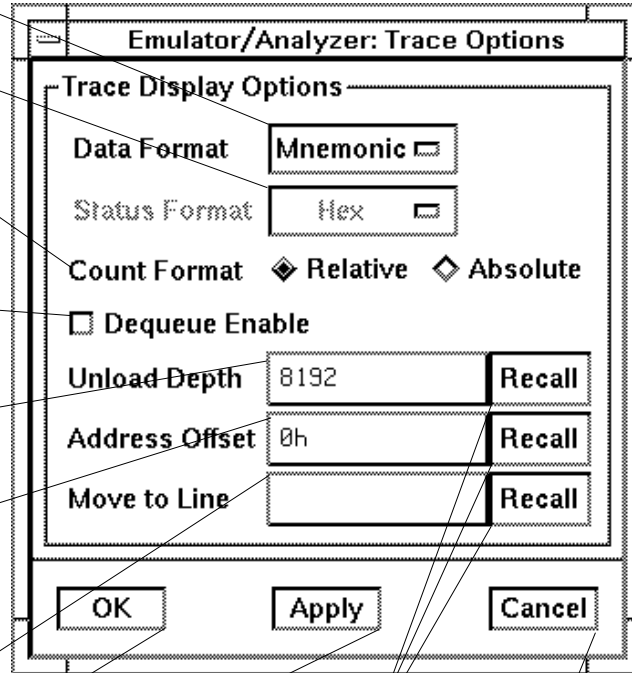 Emulator/Analyzer: Trace Options
Trace Display Options
Data Format Mnemonic
Status Format Hex
Count Format Relative Absolute
Dequeue Enable
Unload Depth 8192 Recall
Address Offset 0h Recall
Move to Line Recall
OK Apply Cancel